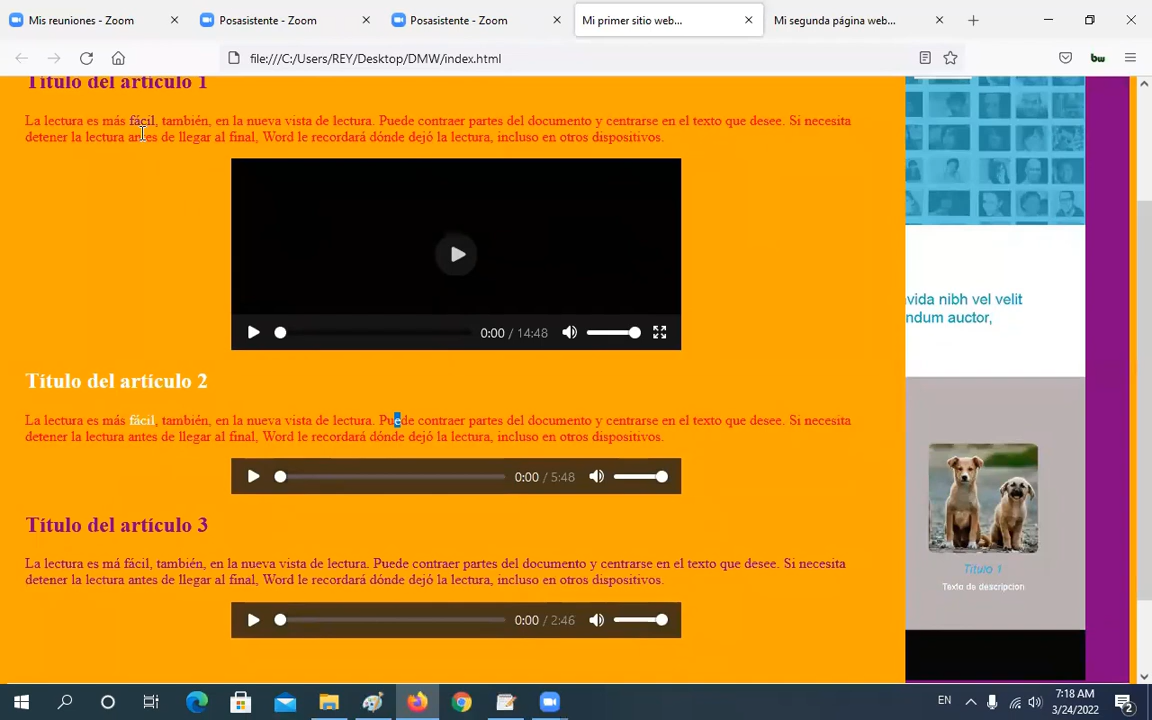 Mis reuniones - Zoom
Posasistente - Zoom
Posasistente - Zoom
Mi primer sitio web...
Mi segunda página web...
file:///C:/Users/REY/Desktop/DMW/index.html
bw
Título del artículo 1
La lectura es más fácil, también, en la nueva vista de lectura. Puede contraer partes del documento y centrarse en el texto que desee. Si necesita
detener la lectura antes de llegar al final, Word le recordará dónde dejó la lectura, incluso en otros dispositivos.
0:00 / 14:48
Título del artículo 2
La lectura es más fácil, también, en la nueva vista de lectura. Puede contraer partes del documento y centrarse en el texto que desee. Si necesita
detener la lectura antes de llegar al final, Word le recordará dónde dejó la lectura, incluso en otros dispositivos.
0:00 / 5:48
Título del artículo 3
La lectura es má fácil, también, en la nueva vista de lectura. Puede contraer partes del documento y centrarse en el texto que desee. Si necesita
detener la lectura antes de llegar al final, Word le recordará dónde dejó la lectura, incluso en otros dispositivos.
0:00 / 2:46
vida nibh vel velit
ndum auctor,
Titulo 1
Texto de descripcion
EN
7:18 AM
3/24/2022
2